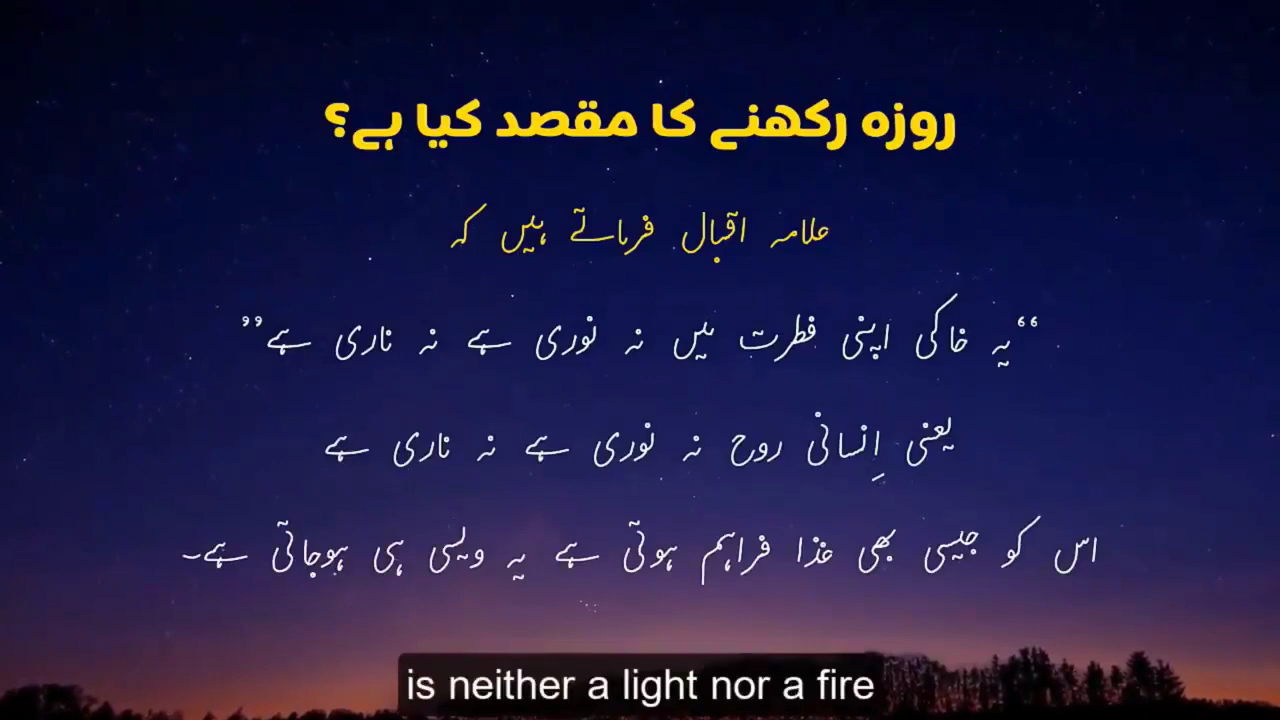 روزہ رکھنے کا مقصد کیا ہے؟
علامہ اقبال فرماتے ہیں کہ
“یہ خاکی اپنی فطرت میں نہ نوری ہے نہ ناری ہے”
یعنی اِنسانی روح نہ نوری ہے نہ ناری ہے
اس کو جیسی بھی غذا فراہم ہوتی ہے یہ ویسی ہی ہوجاتی ہے۔
is neither a light nor a fire